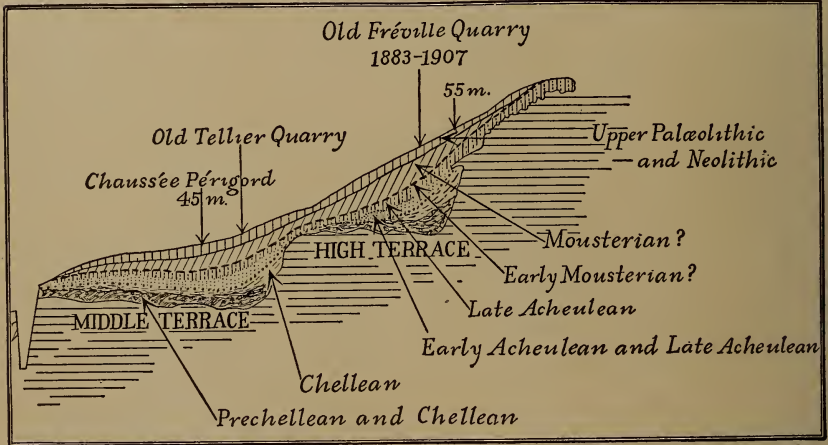 Old Fréville Quarry
1883-1907
55 m.
Old Tellier Quarry
Upper Palæolithic
and Neolithic
Chaussée Périgord
45 m.
Mousterian?
HIGH TERRACE
Early Mousterian?
Late Acheulean
MIDDLE TERRACE
Early Acheulean and Late Acheulean
Chellean
Prechellean and Chellean